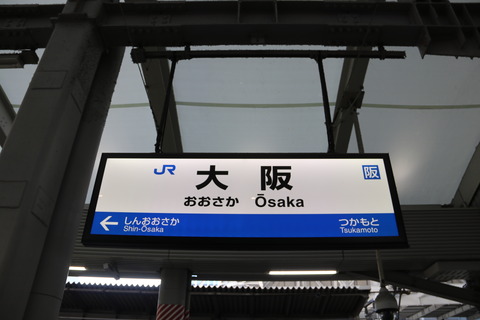 JR 大阪 阪
おおさか Ōsaka
← しんおおさか つかもと
Shin-Ōsaka Tsukamoto